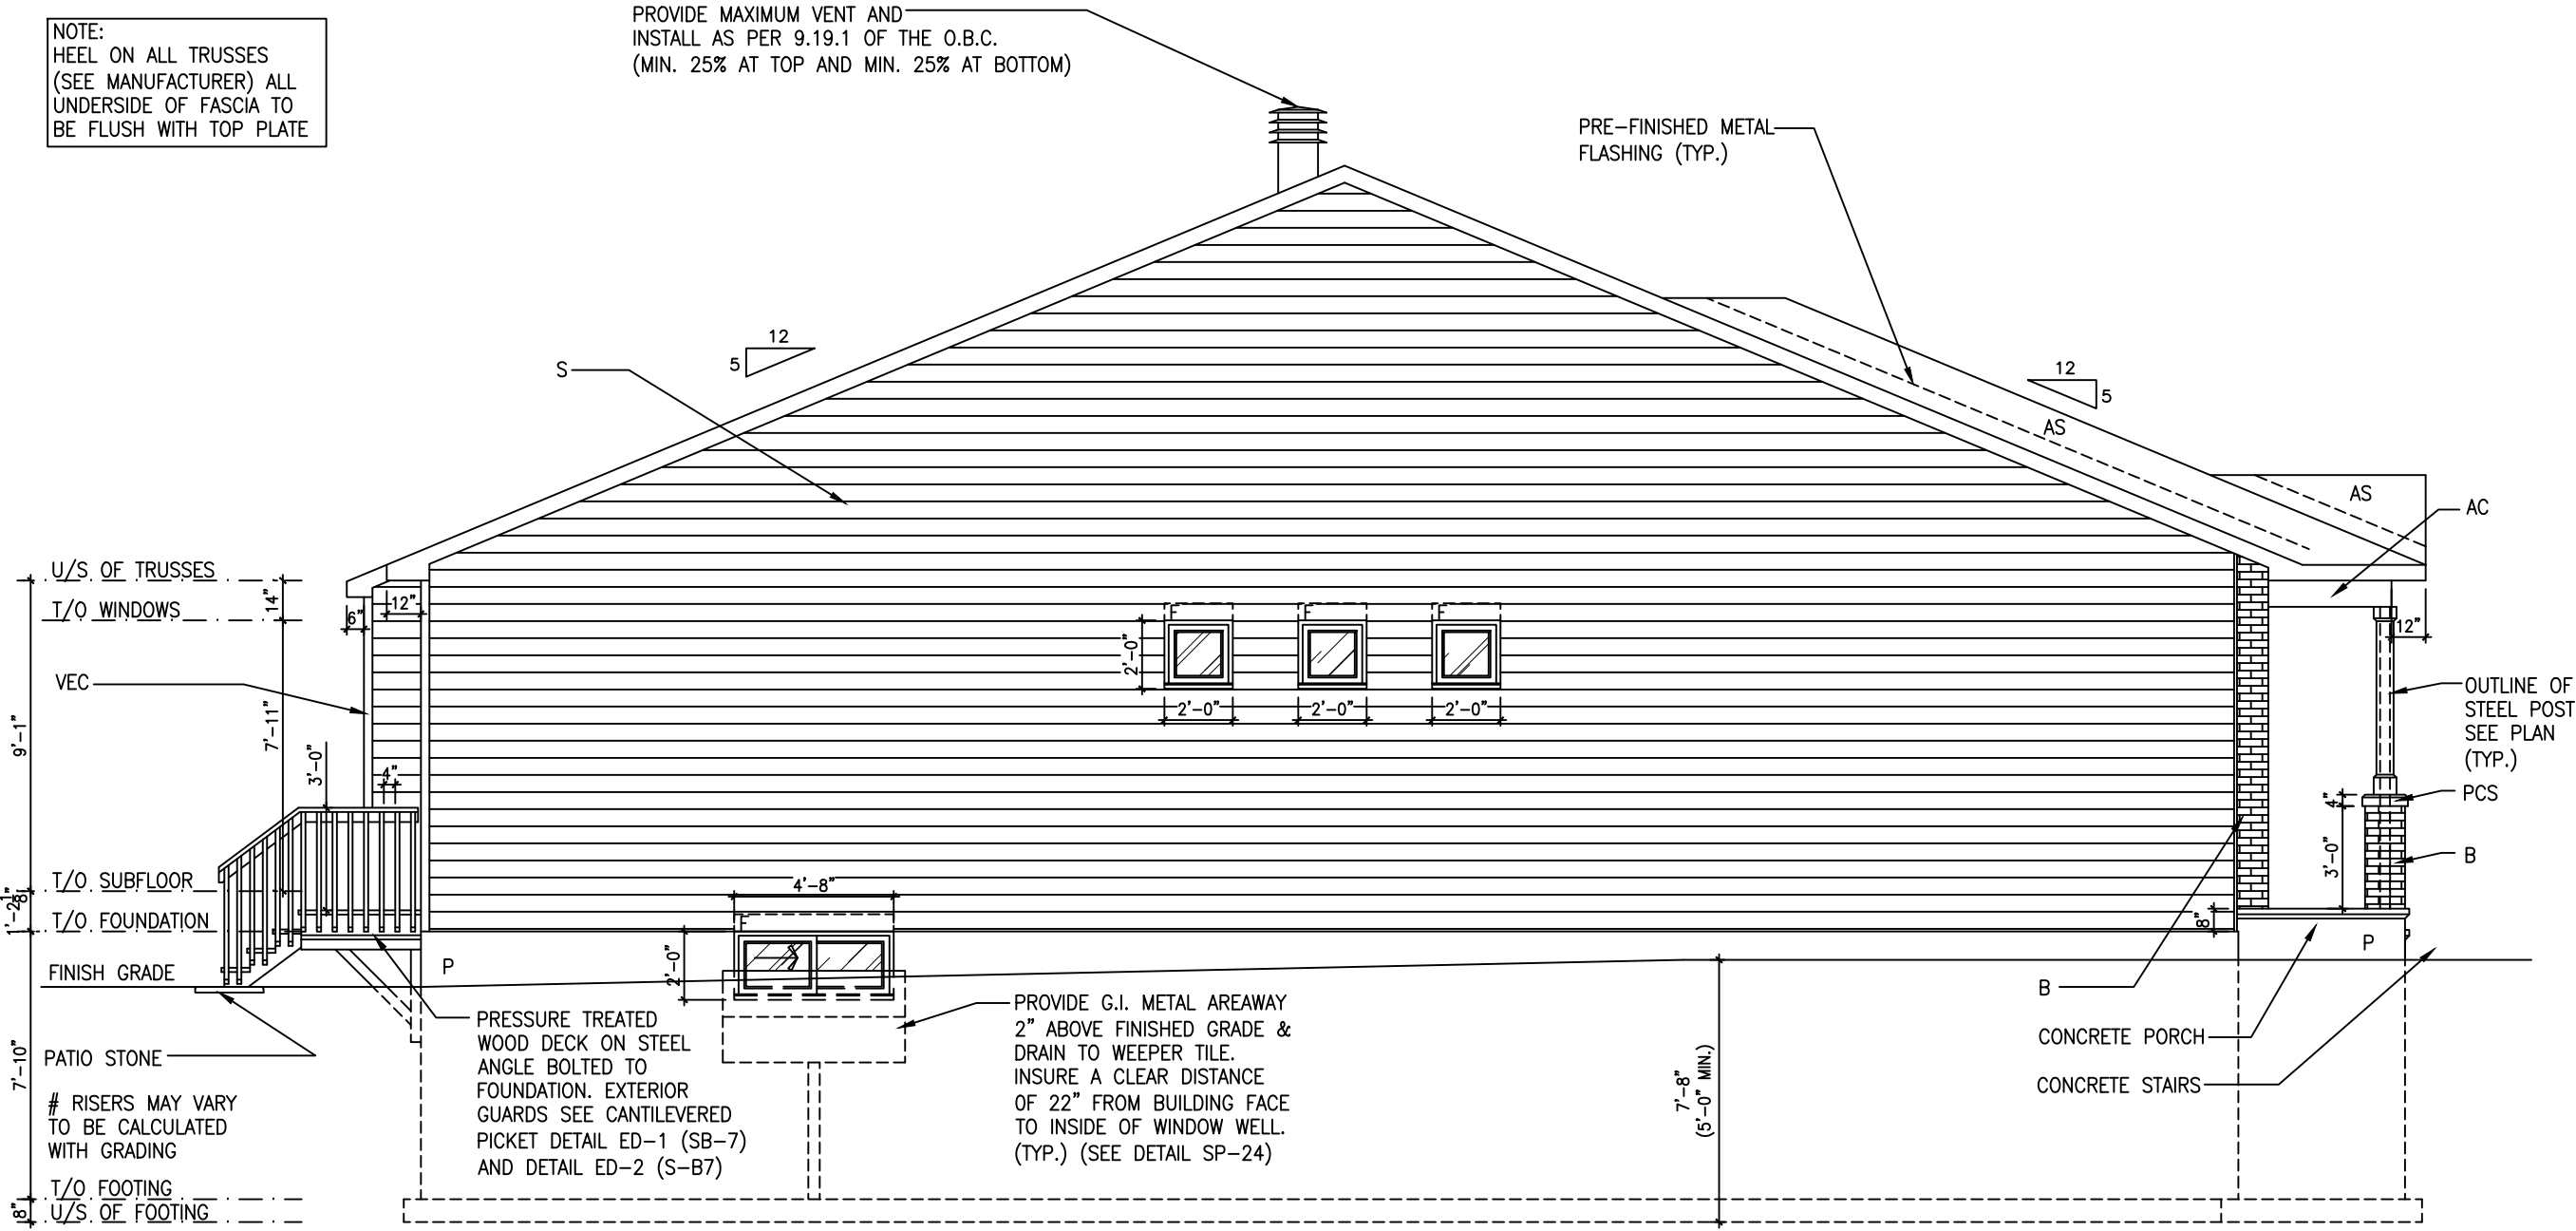 NOTE:
HEEL ON ALL TRUSSES
(SEE MANUFACTURER) ALL
UNDERSIDE OF FASCIA TO
BE FLUSH WITH TOP PLATE
PROVIDE MAXIMUM VENT AND
INSTALL AS PER 9.19.1 OF THE O.B.C.
(MIN. 25% AT TOP AND MIN. 25% AT BOTTOM)
PRE-FINISHED METAL
FLASHING (TYP.)
12
5
S
12
5
AS
AS
AC
U/S OF TRUSSES
T/O WINDOWS
14"
6"
12"
12"
F
F
F
2'-0"
2'-0"
2'-0"
2'-0"
VEC
9'-1"
7'-11"
3'-0"
4"
OUTLINE OF
STEEL POST
SEE PLAN
(TYP.)
PCS
4"
3'-0"
B
T/O SUBFLOOR
1'-2"
8"
T/O FOUNDATION
4'-8"
F
2'-0"
8"
P
P
FINISH GRADE
7'-10"
PATIO STONE
# RISERS MAY VARY
TO BE CALCULATED
WITH GRADING
PRESSURE TREATED
WOOD DECK ON STEEL
ANGLE BOLTED TO
FOUNDATION. EXTERIOR
GUARDS SEE CANTILEVERED
PICKET DETAIL ED-1 (SB-7)
AND DETAIL ED-2 (S-B7)
PROVIDE G.I. METAL AREAWAY
2" ABOVE FINISHED GRADE &
DRAIN TO WEEPER TILE.
INSURE A CLEAR DISTANCE
OF 22" FROM BUILDING FACE
TO INSIDE OF WINDOW WELL.
(TYP.) (SEE DETAIL SP-24)
7'-8"
(5'-0" MIN.)
B
CONCRETE PORCH
CONCRETE STAIRS
T/O FOOTING
U/S OF FOOTING
8"